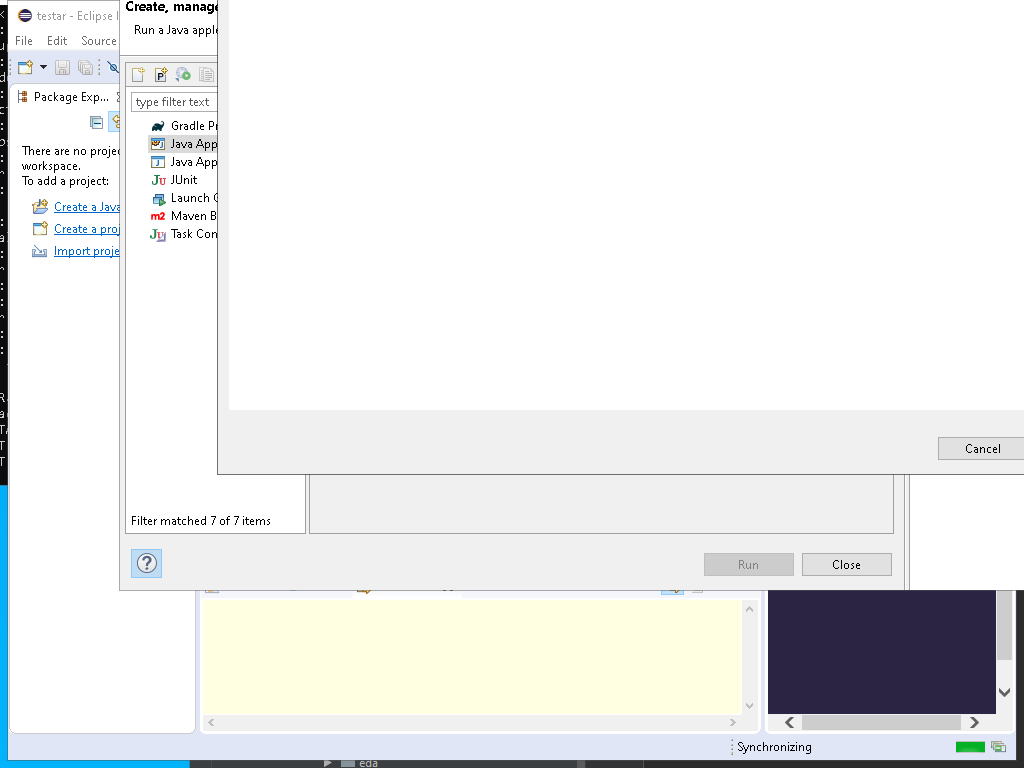 testar - Eclipse I
File Edit Source
Package Exp...
There are no proje
workspace.
To add a project:
Create a Java
Create a proj
Import proje
Create, manag
Run a Java apple
type filter text
Gradle Pr
Java App
Java App
JUnit
Launch G
Maven B
Task Con
Filter matched 7 of 7 items
Cancel
Run
Close
Synchronizing
eda